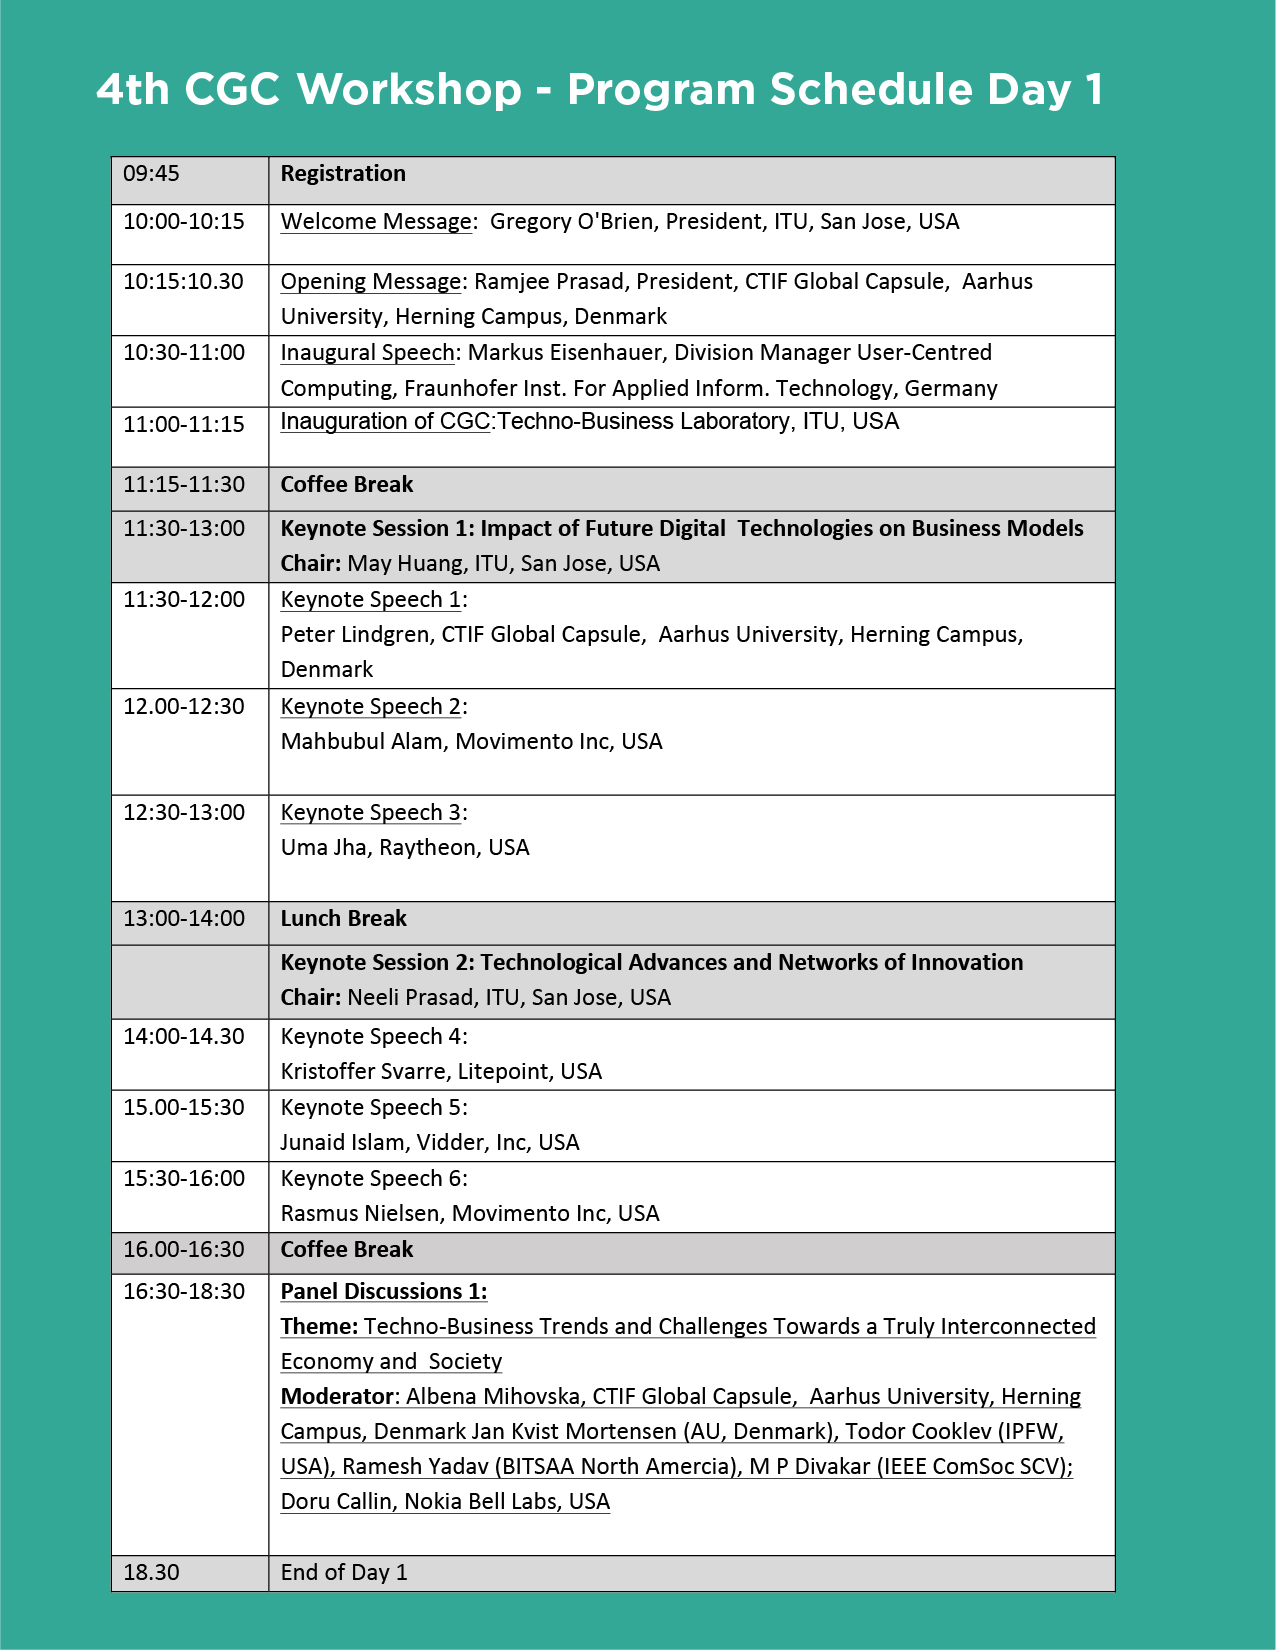 4th CGC Workshop - Program Schedule Day 1
09:45 Registration
10:00-10:15 Welcome Message:  Gregory O'Brien, President, ITU, San Jose, USA
10:15:10.30 Opening Message: Ramjee Prasad, President, CTIF Global Capsule,  Aarhus
University, Herning Campus, Denmark
10:30-11:00 Inaugural Speech: Markus Eisenhauer, Division Manager User-Centred
Computing, Fraunhofer Inst. For Applied Inform. Technology, Germany
11:00-11:15 Inauguration of CGC:Techno-Business Laboratory, ITU, USA
11:15-11:30 Coffee Break
11:30-13:00 Keynote Session 1: Impact of Future Digital  Technologies on Business Models
Chair: May Huang, ITU, San Jose, USA
11:30-12:00 Keynote Speech 1:
Peter Lindgren, CTIF Global Capsule,  Aarhus University, Herning Campus,
Denmark
12.00-12:30 Keynote Speech 2:
Mahbubul Alam, Movimento Inc, USA
12:30-13:00 Keynote Speech 3:
Uma Jha, Raytheon, USA
13:00-14:00 Lunch Break
Keynote Session 2: Technological Advances and Networks of Innovation
Chair: Neeli Prasad, ITU, San Jose, USA
14:00-14.30 Keynote Speech 4:
Kristoffer Svarre, Litepoint, USA
15.00-15:30 Keynote Speech 5:
Junaid Islam, Vidder, Inc, USA
15:30-16:00 Keynote Speech 6:
Rasmus Nielsen, Movimento Inc, USA
16.00-16:30 Coffee Break
16:30-18:30 Panel Discussions 1:
Theme: Techno-Business Trends and Challenges Towards a Truly Interconnected
Economy and  Society
Moderator: Albena Mihovska, CTIF Global Capsule,  Aarhus University, Herning
Campus, Denmark Jan Kvist Mortensen (AU, Denmark), Todor Cooklev (IPFW,
USA), Ramesh Yadav (BITSAA North Amercia), M P Divakar (IEEE ComSoc SCV);
Doru Callin, Nokia Bell Labs, USA
18.30 End of Day 1